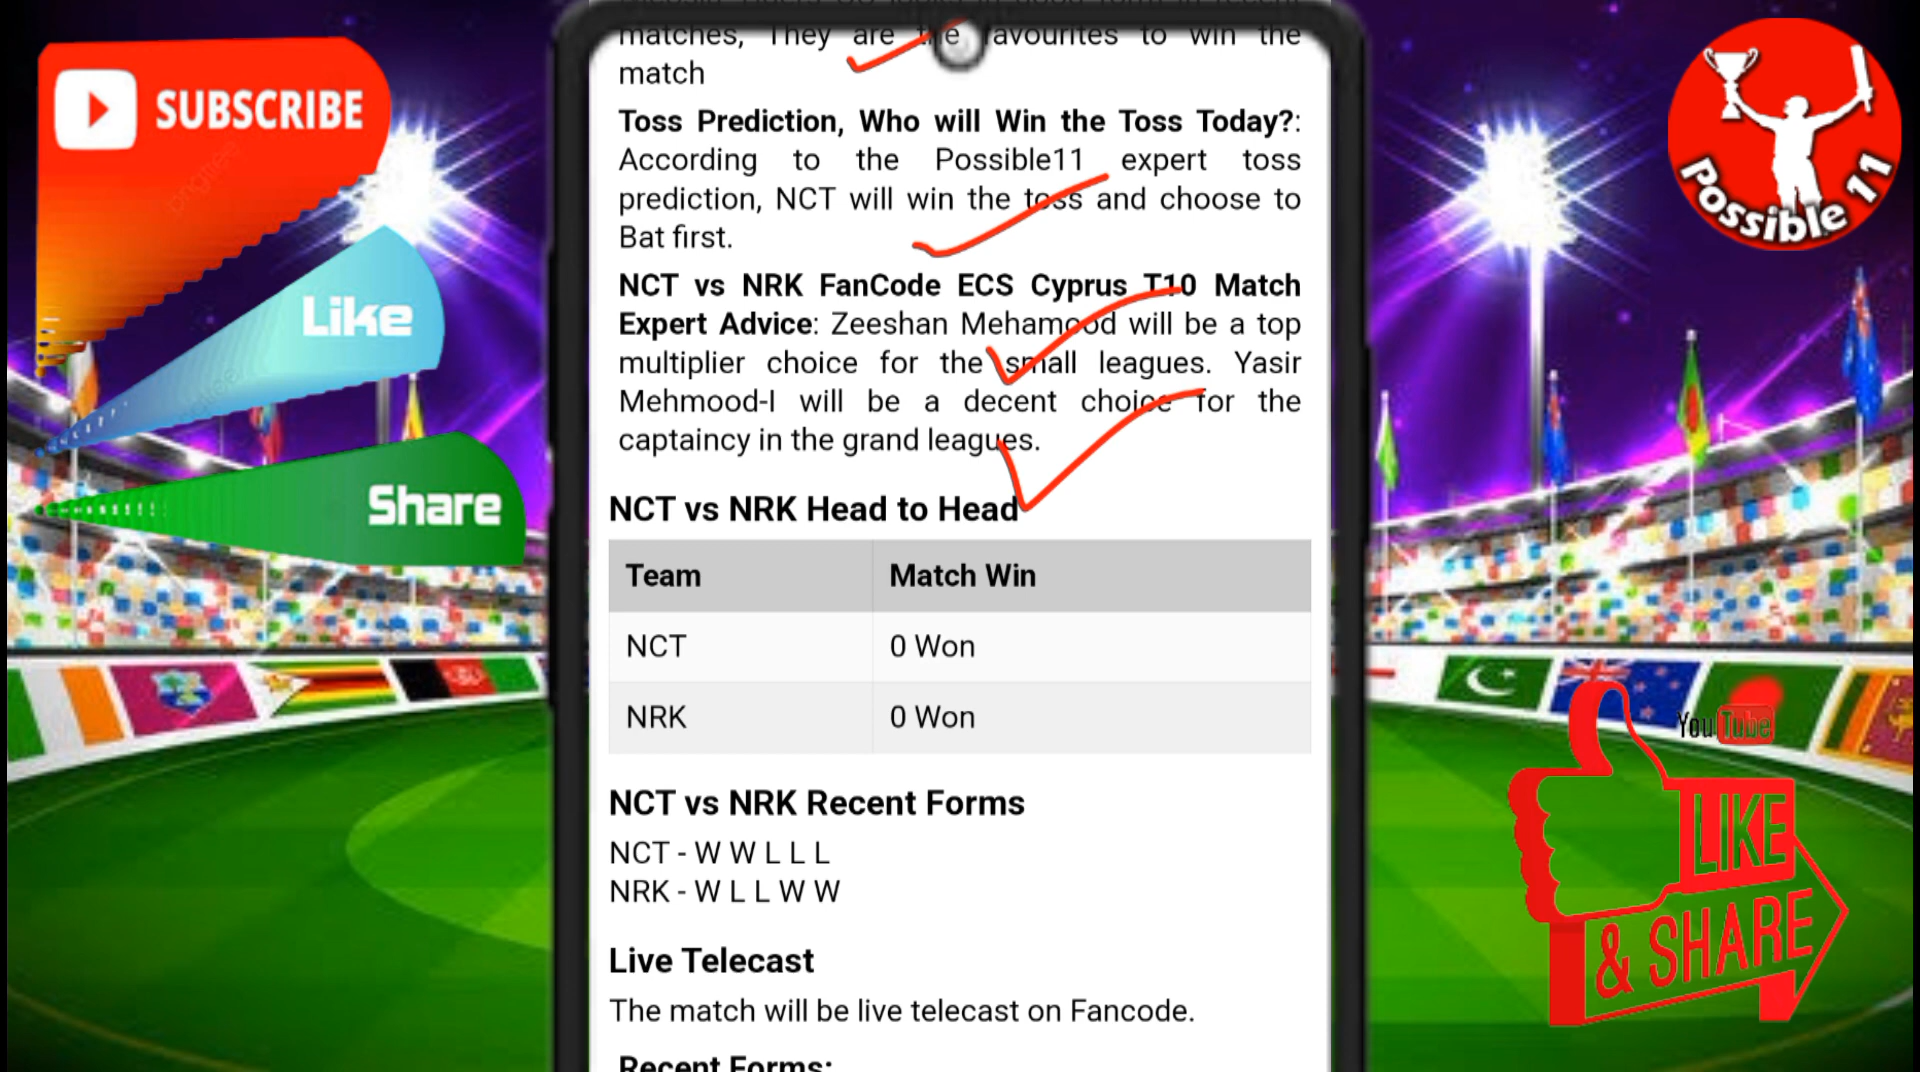 SUBSCRIBE
Like
Share
matches, They are the favourites to win the
match
Toss Prediction, Who will Win the Toss Today?:
According to the Possible11 expert toss
prediction, NCT will win the toss and choose to
Bat first.
NCT vs NRK FanCode ECS Cyprus T10 Match
Expert Advice: Zeeshan Mehamood will be a top
multiplier choice for the small leagues. Yasir
Mehmood-I will be a decent choice for the
captaincy in the grand leagues.
NCT vs NRK Head to Head
Team Match Win
NCT 0 Won
NRK 0 Won
NCT vs NRK Recent Forms
NCT - W W L L L
NRK - W L L W W
Live Telecast
The match will be live telecast on Fancode.
Recent Forms:
Possible 11
YouTube
LIKE
& SHARE